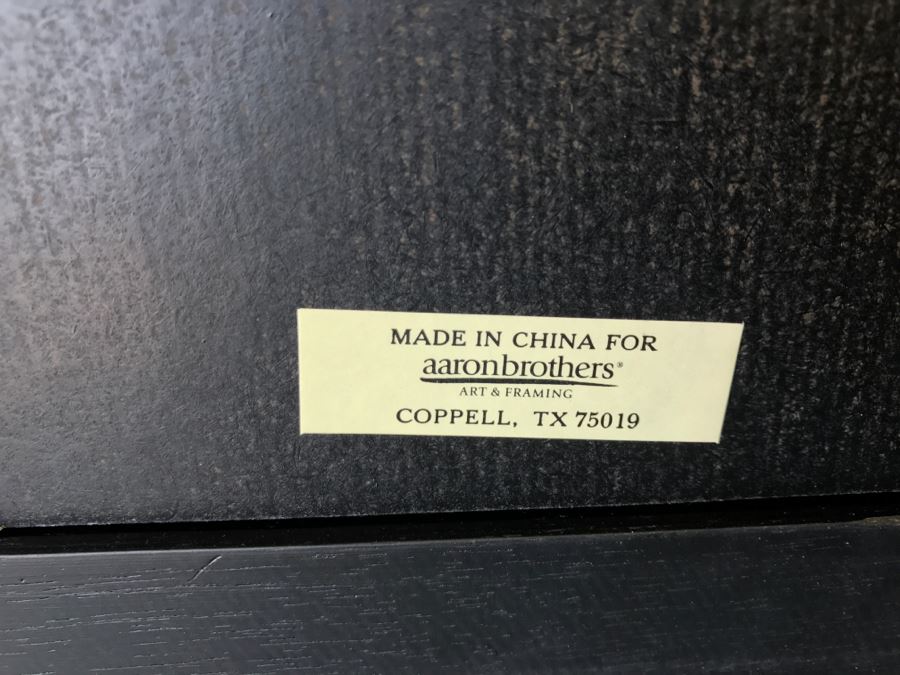 MADE IN CHINA FOR
aaronbrothers®
ART & FRAMING
COPPELL, TX 75019